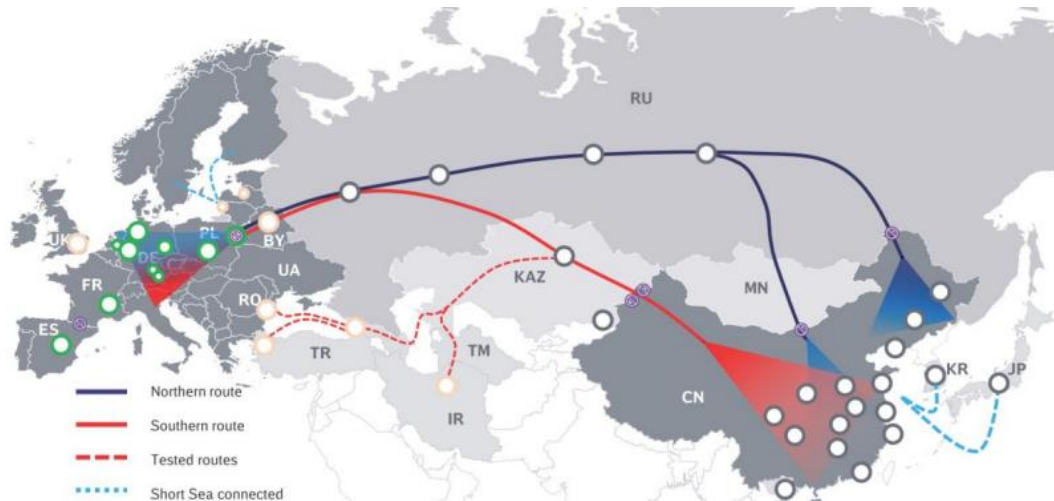 RU
UK
PL
BY
DE
CZ
UA
KAZ
MN
FR
RO
ES
TR
TM
KR
JP
CN
IR
Northern route
Southern route
Tested routes
Short Sea connected